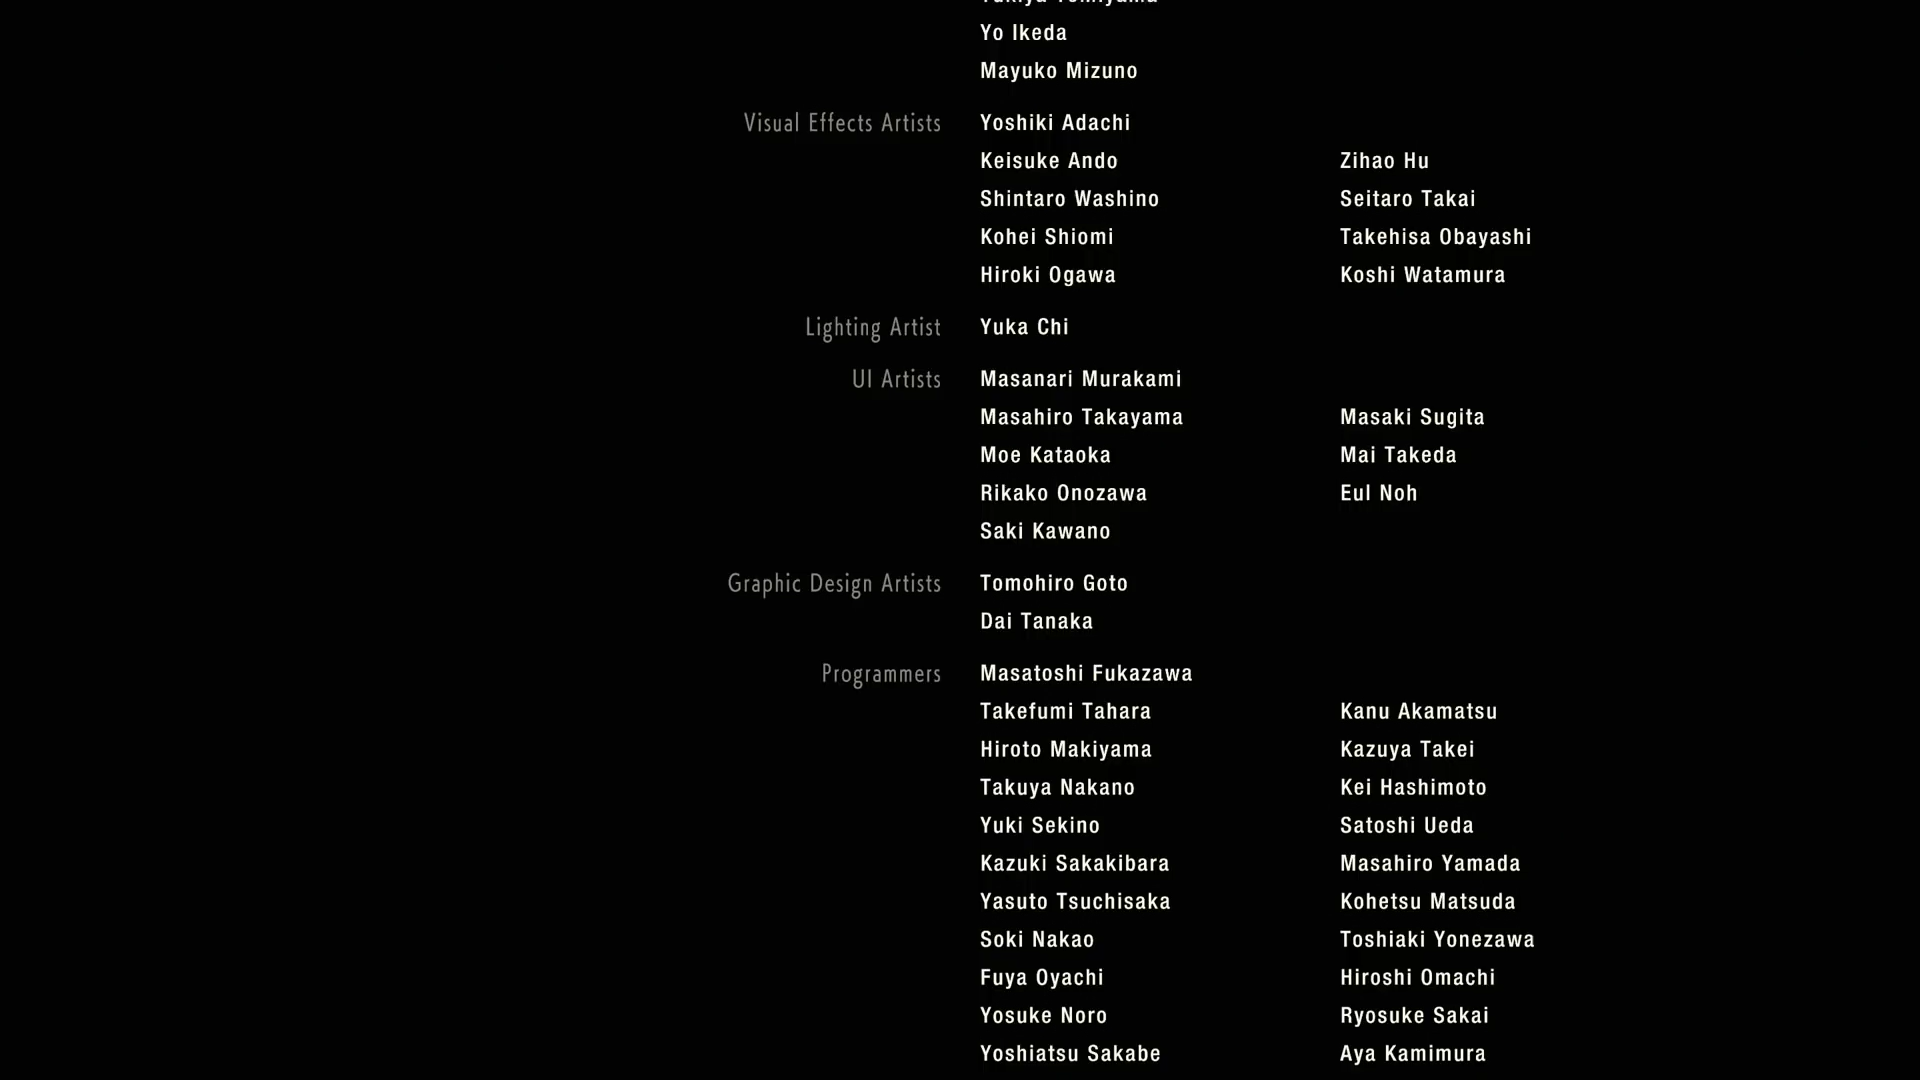 Yo Ikeda
Mayuko Mizuno
Visual Effects Artists Yoshiki Adachi
Keisuke Ando Zihao Hu
Shintaro Washino Seitaro Takai
Kohei Shiomi Takehisa Obayashi
Hiroki Ogawa Koshi Watamura
Lighting Artist Yuka Chi
UI Artists Masanari Murakami
Masahiro Takayama Masaki Sugita
Moe Kataoka Mai Takeda
Rikako Onozawa Eul Noh
Saki Kawano
Graphic Design Artists Tomohiro Goto
Dai Tanaka
Programmers Masatoshi Fukazawa
Takefumi Tahara Kanu Akamatsu
Hiroto Makiyama Kazuya Takei
Takuya Nakano Kei Hashimoto
Yuki Sekino Satoshi Ueda
Kazuki Sakakibara Masahiro Yamada
Yasuto Tsuchisaka Kohetsu Matsuda
Soki Nakao Toshiaki Yonezawa
Fuya Oyachi Hiroshi Omachi
Yosuke Noro Ryosuke Sakai
Yoshiatsu Sakabe Aya Kamimura